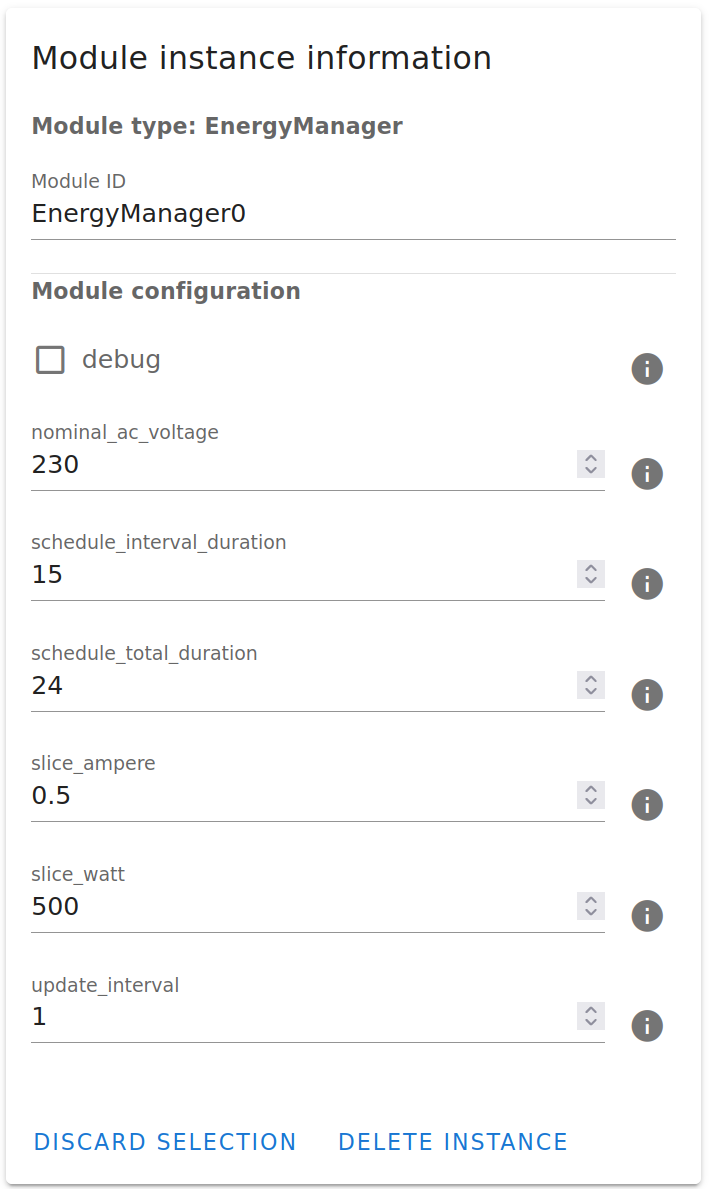 Module instance information
Module type: EnergyManager
Module ID
EnergyManager0
Module configuration
debug
nominal_ac_voltage
230
schedule_interval_duration
15
schedule_total_duration
24
slice_ampere
0.5
slice_watt
500
update_interval
1
DISCARD SELECTION DELETE INSTANCE